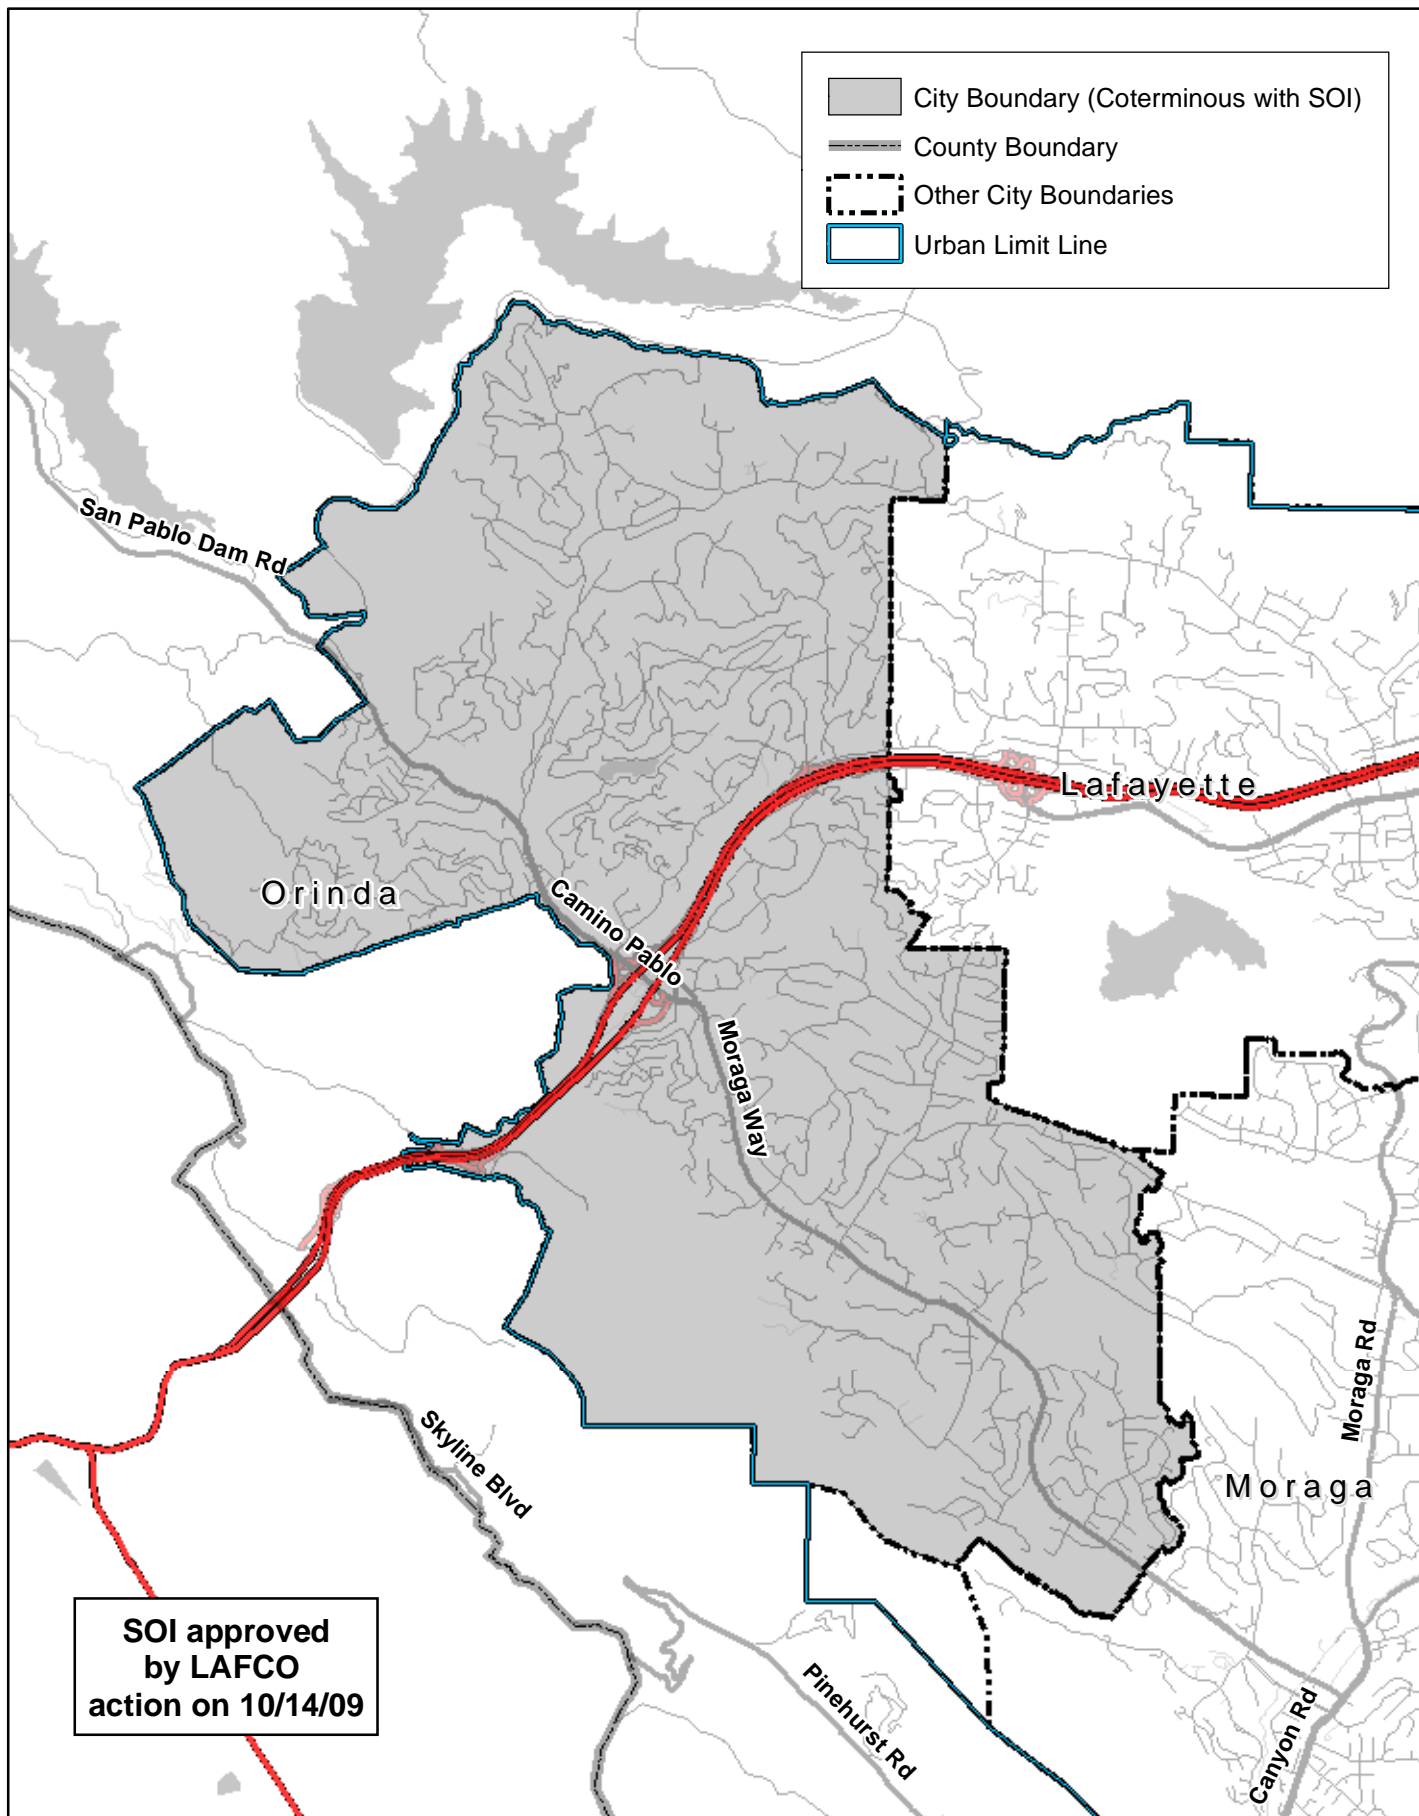 City Boundary (Coterminous with SOI)
County Boundary
Other City Boundaries
Urban Limit Line
San Pablo Dam Rd
Lafayette
Orinda
Camino Pablo
Moraga Way
Moraga Rd
Skyline Blvd
Moraga
SOI approved
by LAFCO
action on 10/14/09
Pinehurst Rd
Canyon Rd